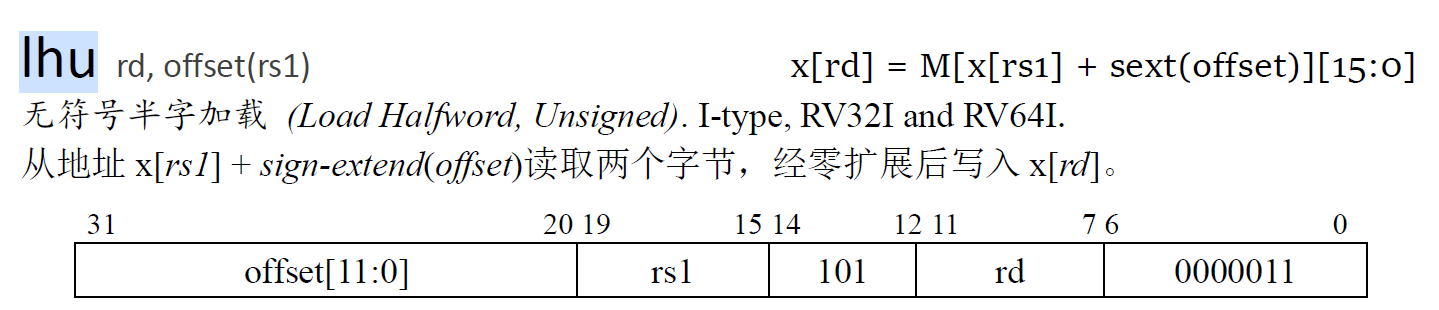 lhu rd, offset(rs1) x[rd] = M[x[rs1] + sext(offset)][15:0]
无符号半字加载 (Load Halfword, Unsigned). I-type, RV32I and RV64I.
从地址 x[rs1] + sign-extend(offset)读取两个字节，经零扩展后写入 x[rd]。
31 20 19 15 14 12 11 7 6 0
offset[11:0] rs1 101 rd 0000011